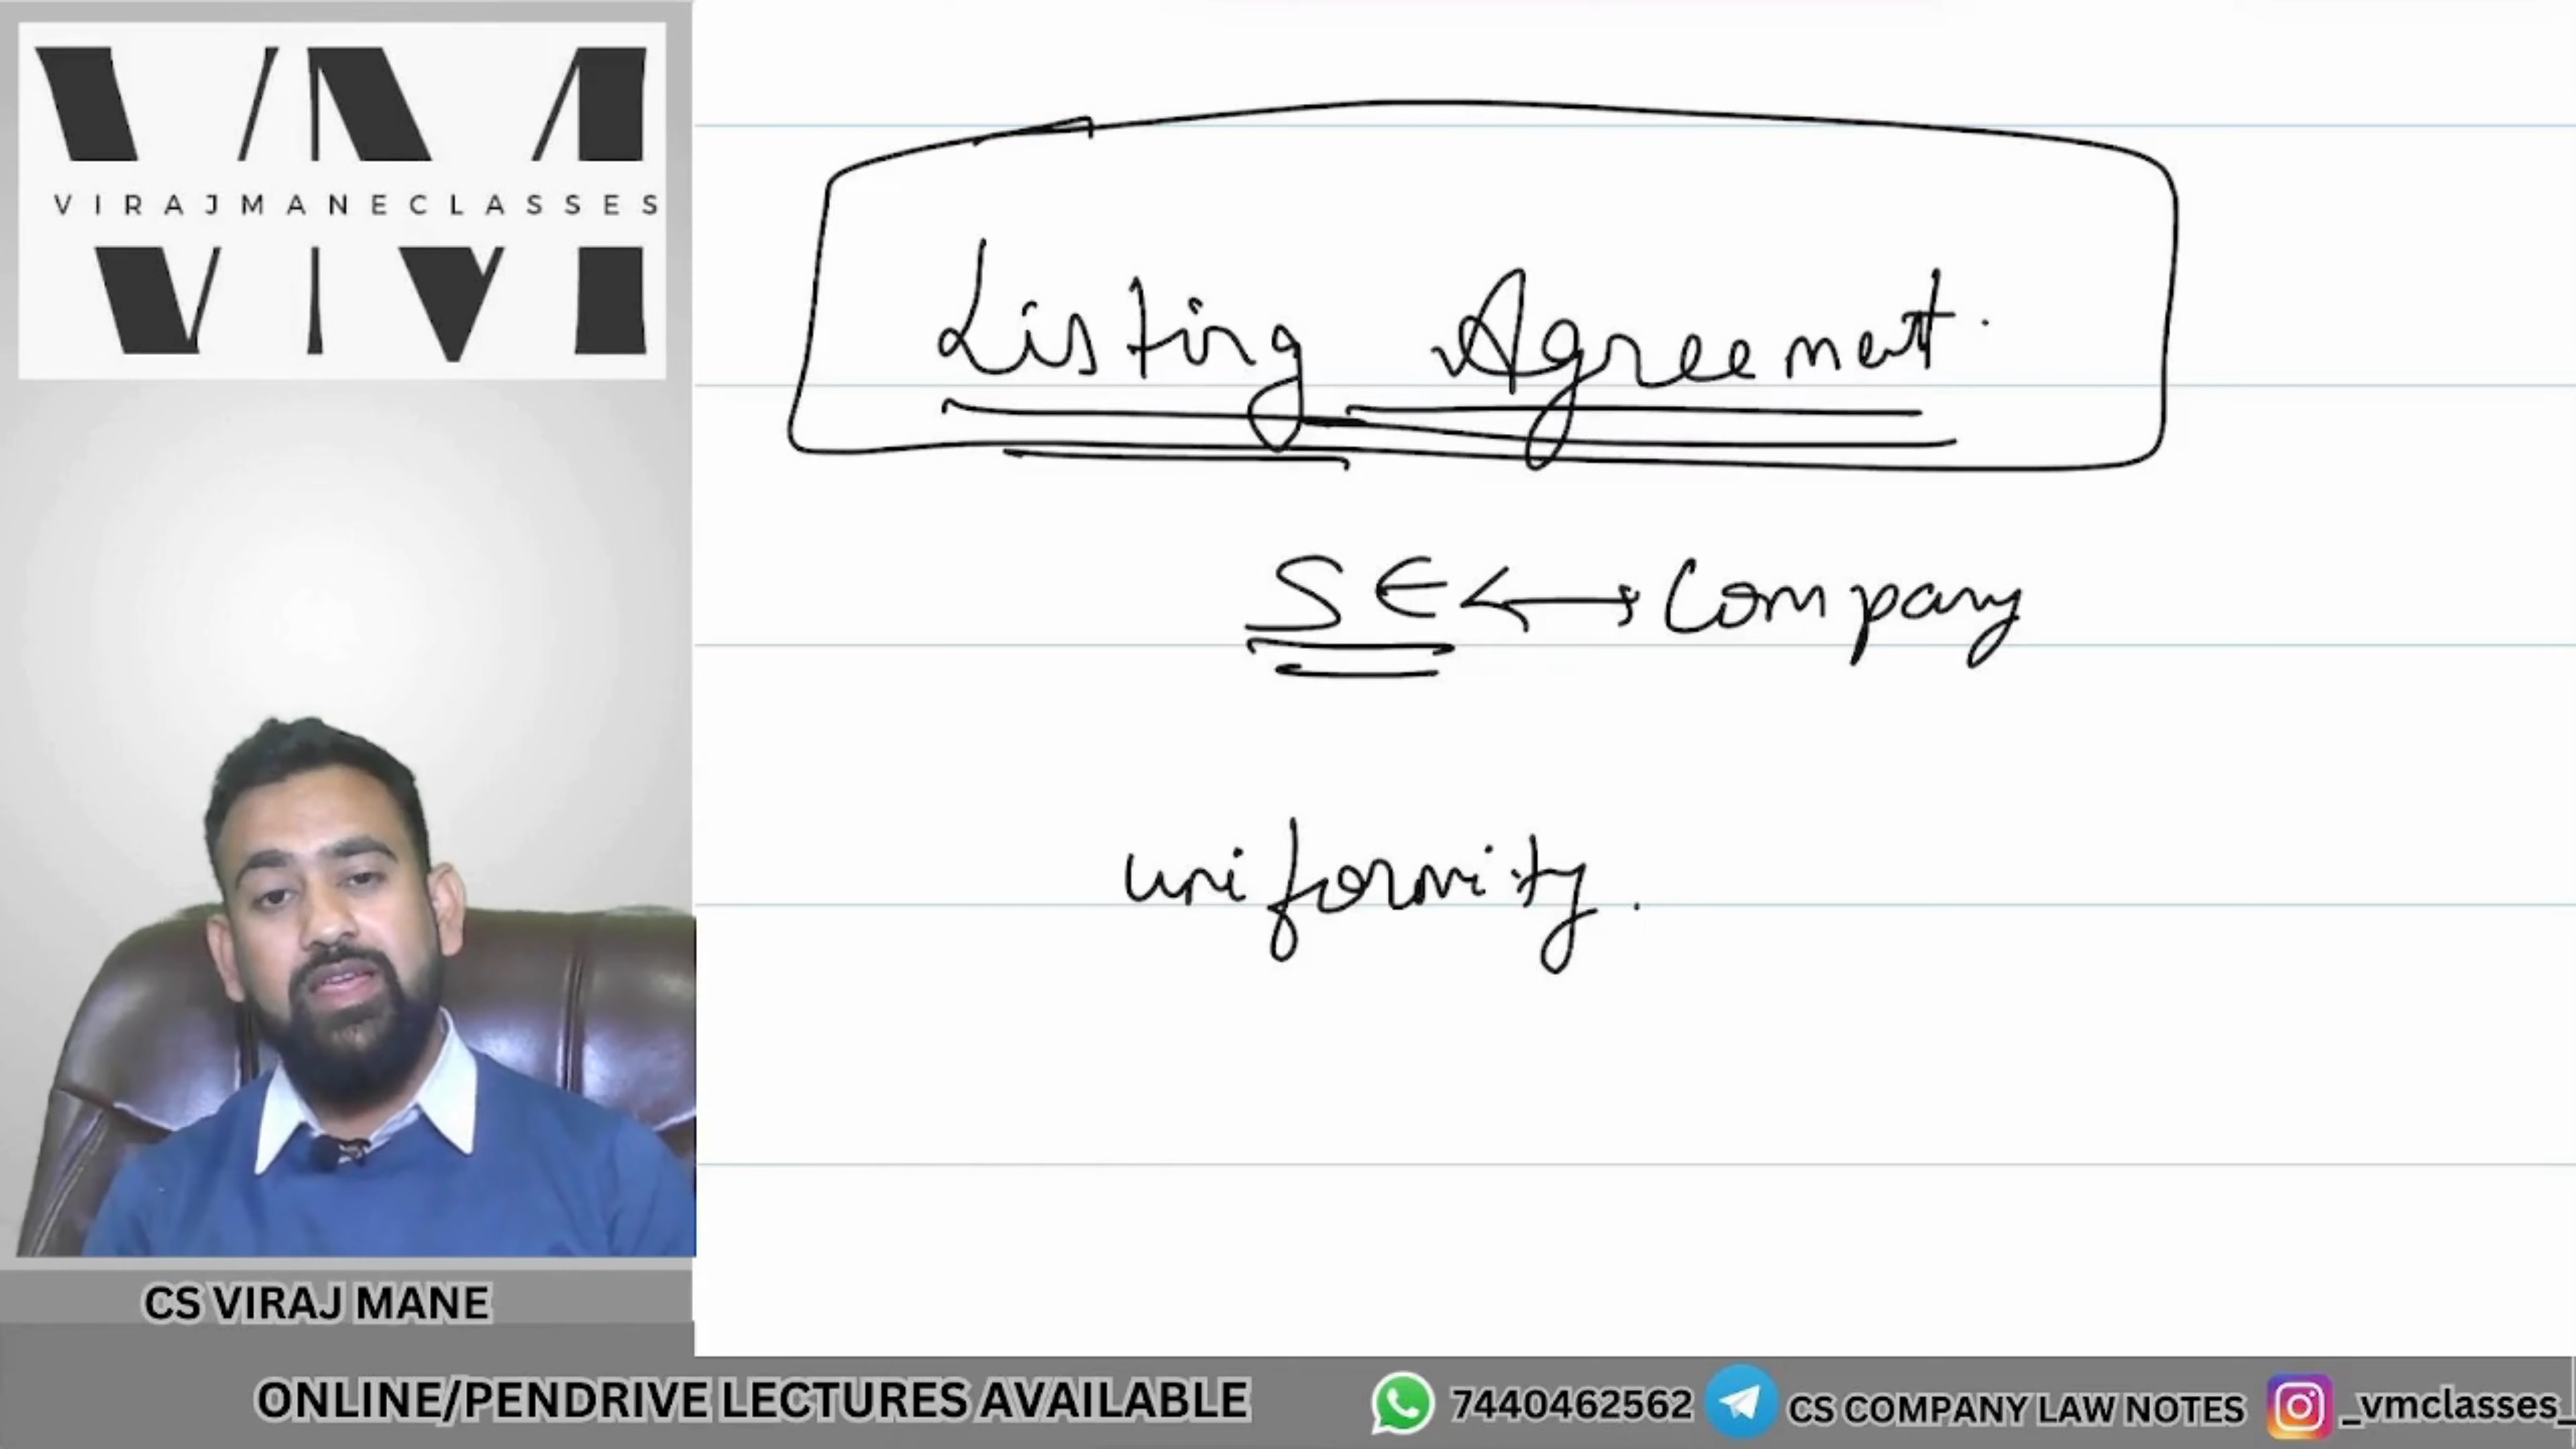 VM
VIRAJMANECLASSES
Listing Agreement.
SE ↔ Company
uniformity.
CS VIRAJ MANE
ONLINE/PENDRIVE LECTURES AVAILABLE
7440462562
CS COMPANY LAW NOTES
_vmclasses_